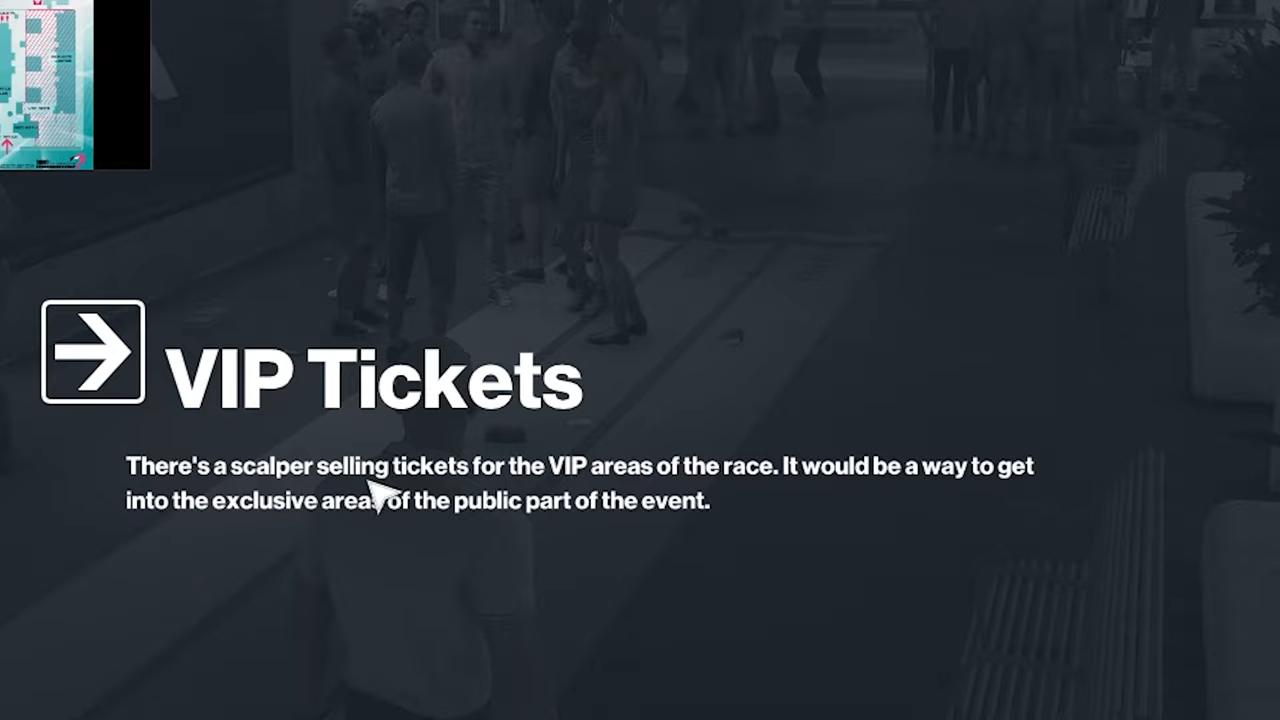 VIP Tickets
There's a scalper selling tickets for the VIP areas of the race. It would be a way to get
into the exclusive areas of the public part of the event.